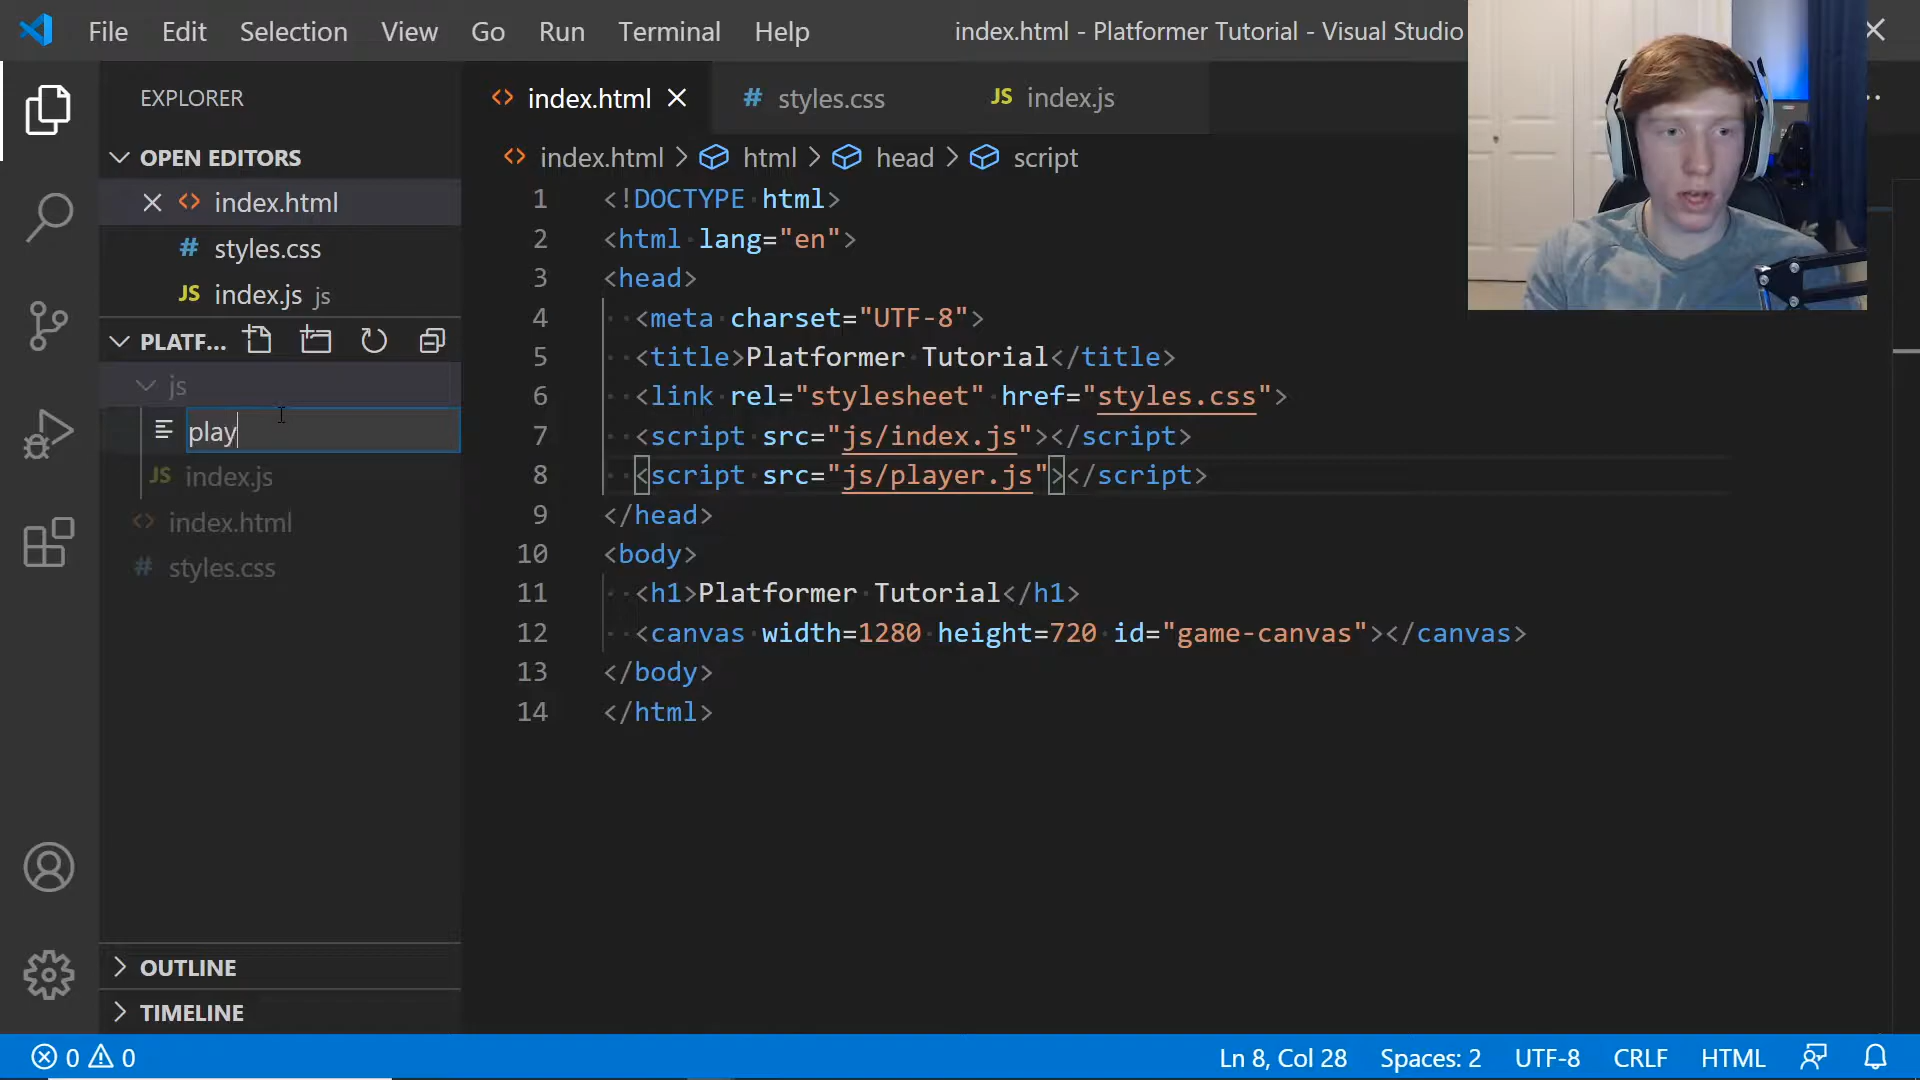 File Edit Selection View Go Run Terminal Help index.html - Platformer Tutorial - Visual Studio
EXPLORER
OPEN EDITORS
index.html
# styles.css
JS index.js js
PLATF...
js
play
JS index.js
index.html
# styles.css
OUTLINE
TIMELINE
index.html # styles.css JS index.js
index.html > html > head > script
1 <!DOCTYPE html>
2 <html lang="en">
3 <head>
4 <meta charset="UTF-8">
5 <title>Platformer Tutorial</title>
6 <link rel="stylesheet" href="styles.css">
7 <script src="js/index.js"></script>
8 <script src="js/player.js"></script>
9 </head>
10 <body>
11 <h1>Platformer Tutorial</h1>
12 <canvas width=1280 height=720 id="game-canvas"></canvas>
13 </body>
14 </html>
0 0 Ln 8, Col 28 Spaces: 2 UTF-8 CRLF HTML